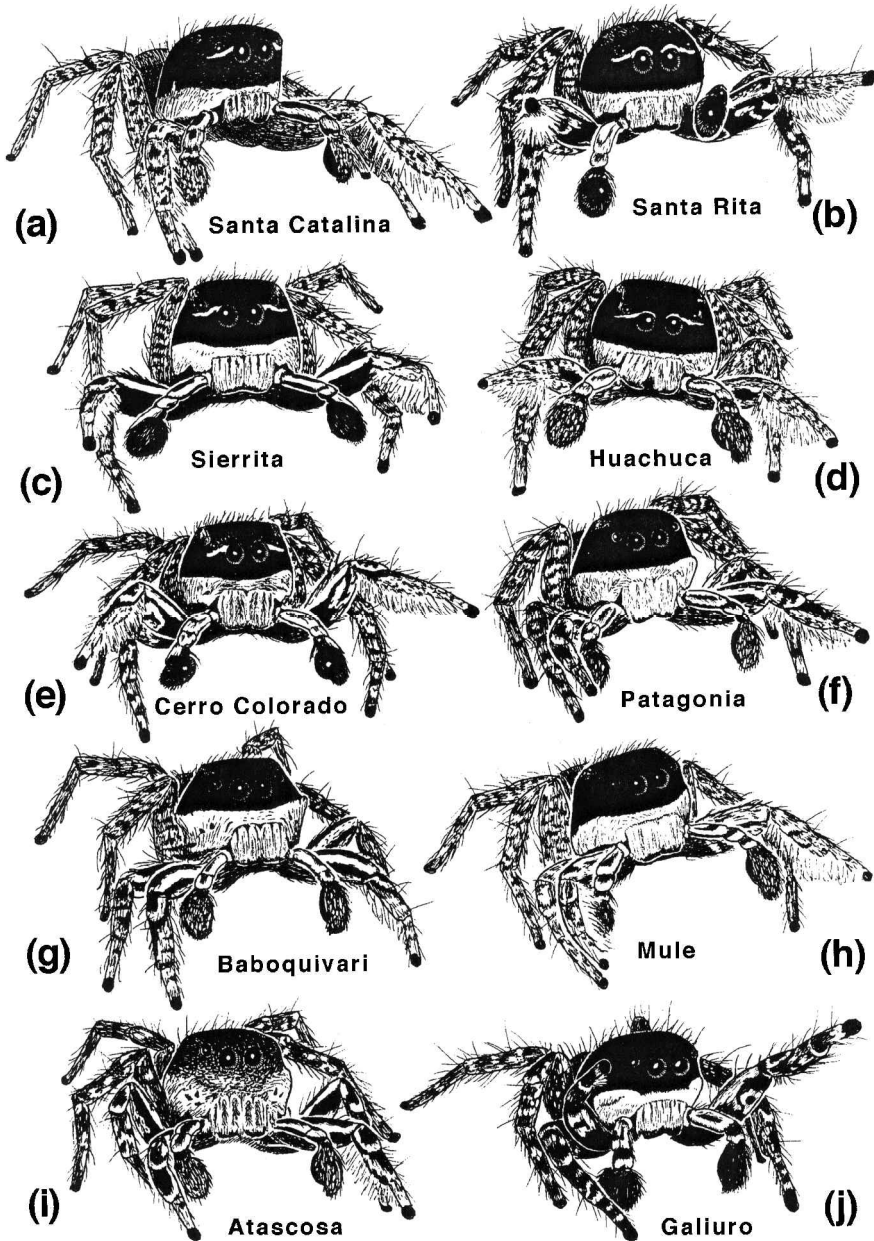 (a)
Santa Catalina
Santa Rita
(b)
(c)
Sierrita
Huachuca
(d)
(e)
Cerro Colorado
Patagonia
(f)
(g)
Baboquivari
Mule
(h)
(i)
Atascosa
Galiuro
(j)